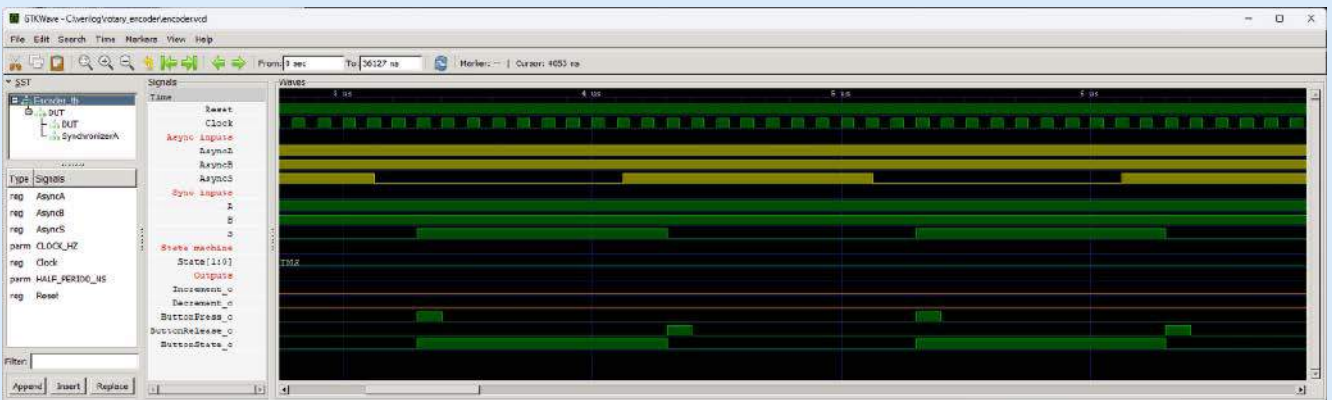 GTKWave - C:\verilog\rotary_encoder\encoder.vcd
File Edit Search Time Markers View Help
From: 0 sec To: 36127 ns Marker: -- | Cursor: 4053 ns
SST
Encoder_tb
DUT
DUT
SynchronizerA
Type Signals
reg AsyncA
reg AsyncB
reg AsyncS
parm CLOCK_HZ
reg Clock
parm HALF_PERIOD_NS
reg Reset
Filter:
Append Insert Replace
Signals
Time
Reset
Clock
Async inputs
AsyncA
AsyncB
AsyncS
Sync inputs
A
B
S
State machine
State[1:0]
Outputs
Increment_o
Decrement_o
ButtonPress_o
ButtonRelease_o
ButtonState_o
Waves
3 us 4 us 5 us 6 us